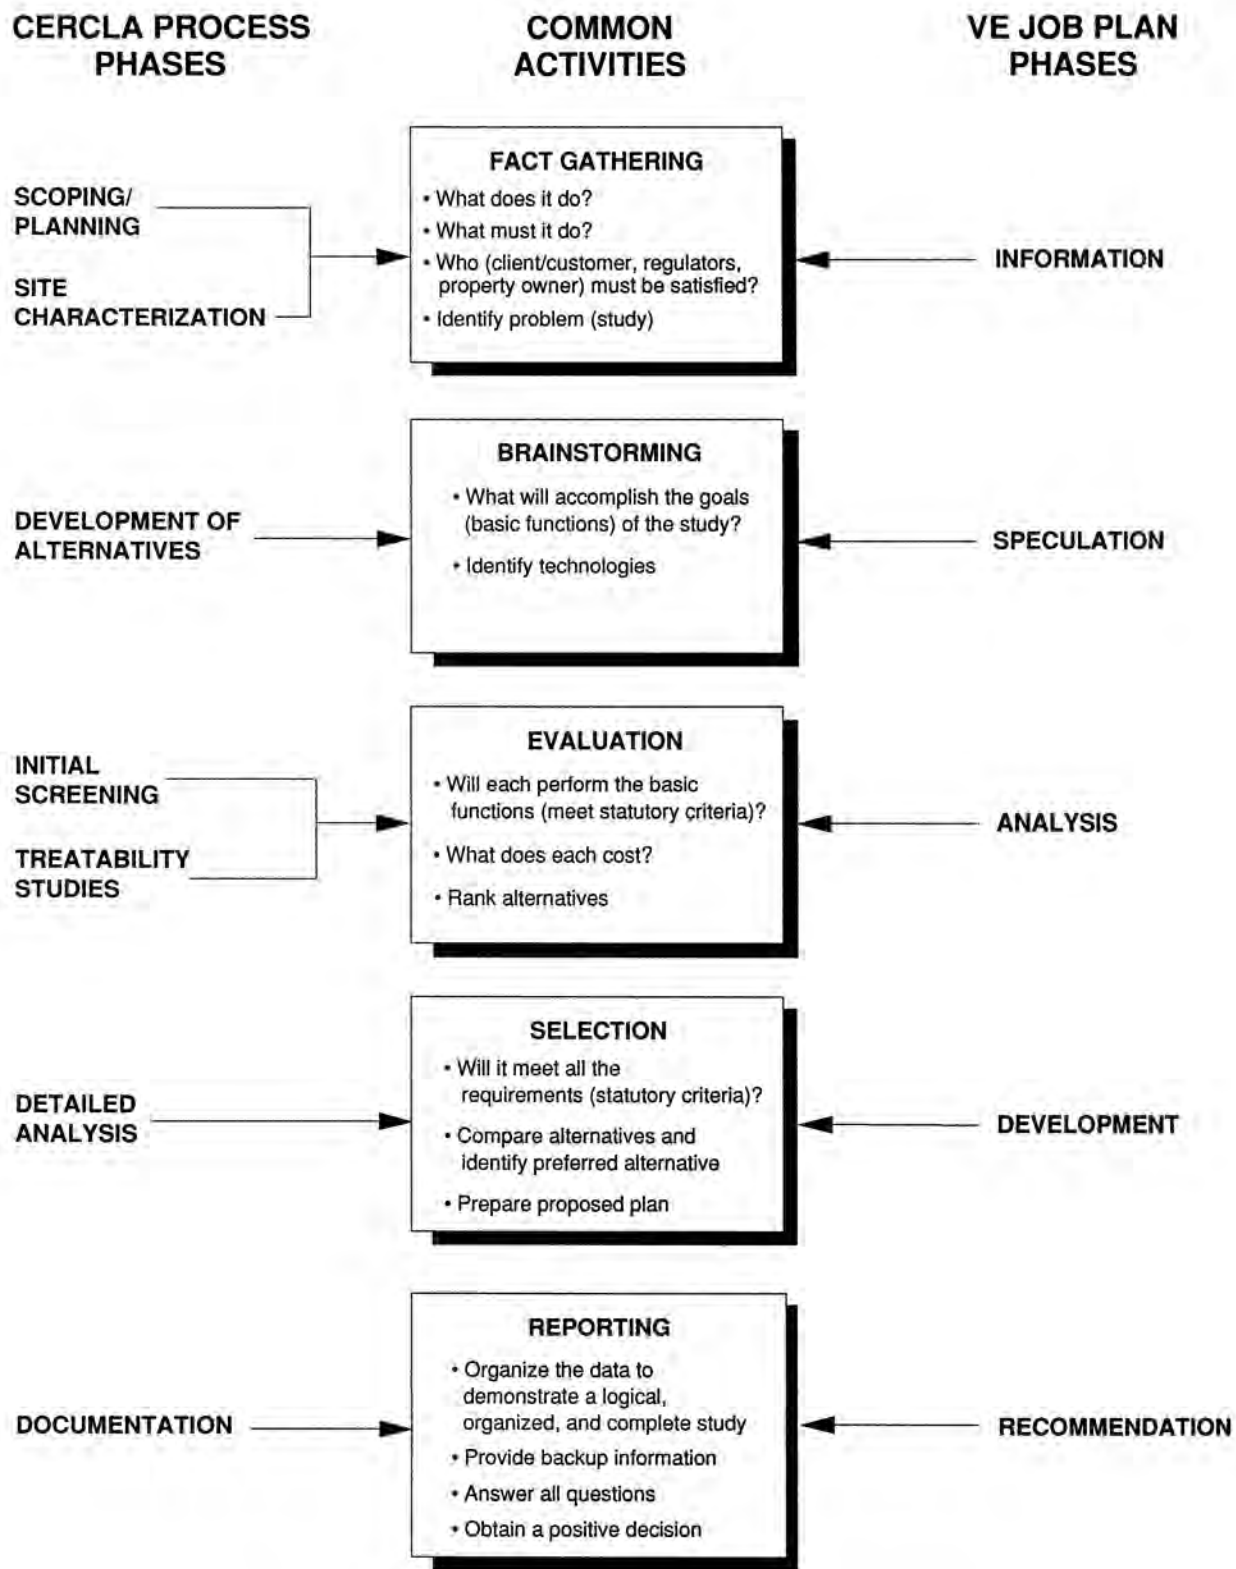 CERCLA PROCESS
PHASES
COMMON
ACTIVITIES
VE JOB PLAN
PHASES
SCOPING/
PLANNING
SITE
CHARACTERIZATION
FACT GATHERING
• What does it do?
• What must it do?
• Who (client/customer, regulators,
property owner) must be satisfied?
• Identify problem (study)
INFORMATION
DEVELOPMENT OF
ALTERNATIVES
BRAINSTORMING
• What will accomplish the goals
(basic functions) of the study?
• Identify technologies
SPECULATION
INITIAL
SCREENING
TREATABILITY
STUDIES
EVALUATION
• Will each perform the basic
functions (meet statutory criteria)?
• What does each cost?
• Rank alternatives
ANALYSIS
DETAILED
ANALYSIS
SELECTION
• Will it meet all the
requirements (statutory criteria)?
• Compare alternatives and
identify preferred alternative
• Prepare proposed plan
DEVELOPMENT
DOCUMENTATION
REPORTING
• Organize the data to
demonstrate a logical,
organized, and complete study
• Provide backup information
• Answer all questions
• Obtain a positive decision
RECOMMENDATION